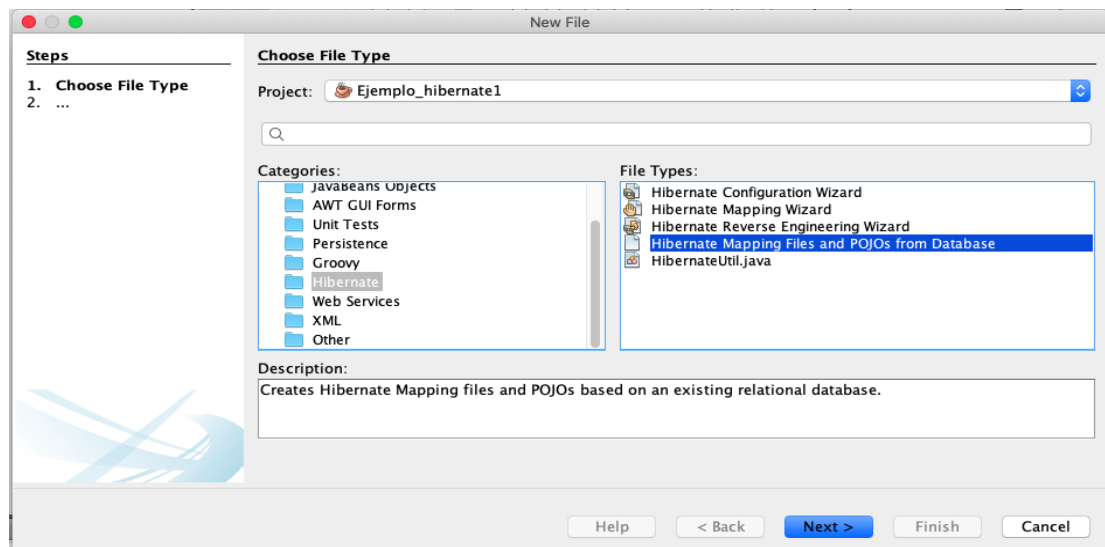 New File
Steps
1. Choose File Type
2. ...
Choose File Type
Project: Ejemplo_hibernate1
Categories:
JavaBeans Objects
AWT GUI Forms
Unit Tests
Persistence
Groovy
Hibernate
Web Services
XML
Other
File Types:
Hibernate Configuration Wizard
Hibernate Mapping Wizard
Hibernate Reverse Engineering Wizard
Hibernate Mapping Files and POJOs from Database
HibernateUtil.java
Description:
Creates Hibernate Mapping files and POJOs based on an existing relational database.
Help < Back Next > Finish Cancel